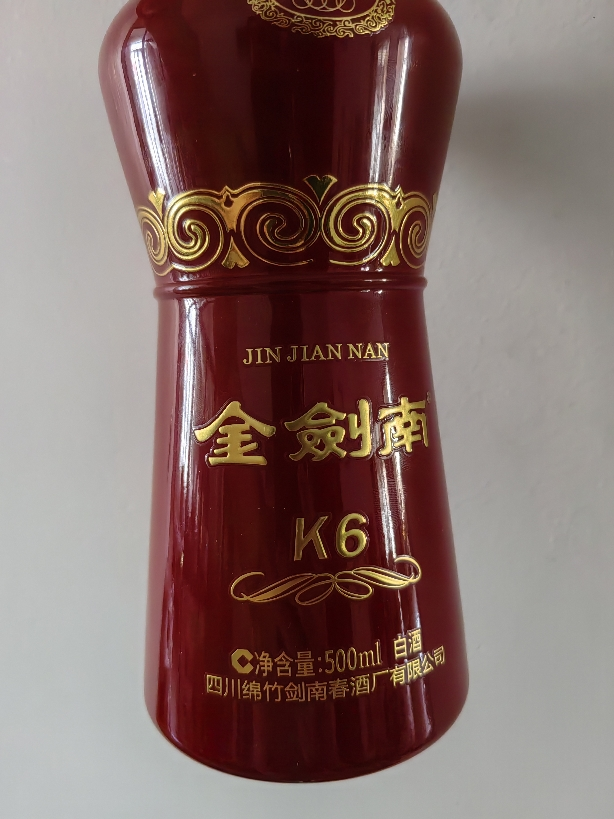 JIN JIAN NAN
金劍南
K6
C净含量:500ml 白酒
四川绵竹剑南春酒厂有限公司